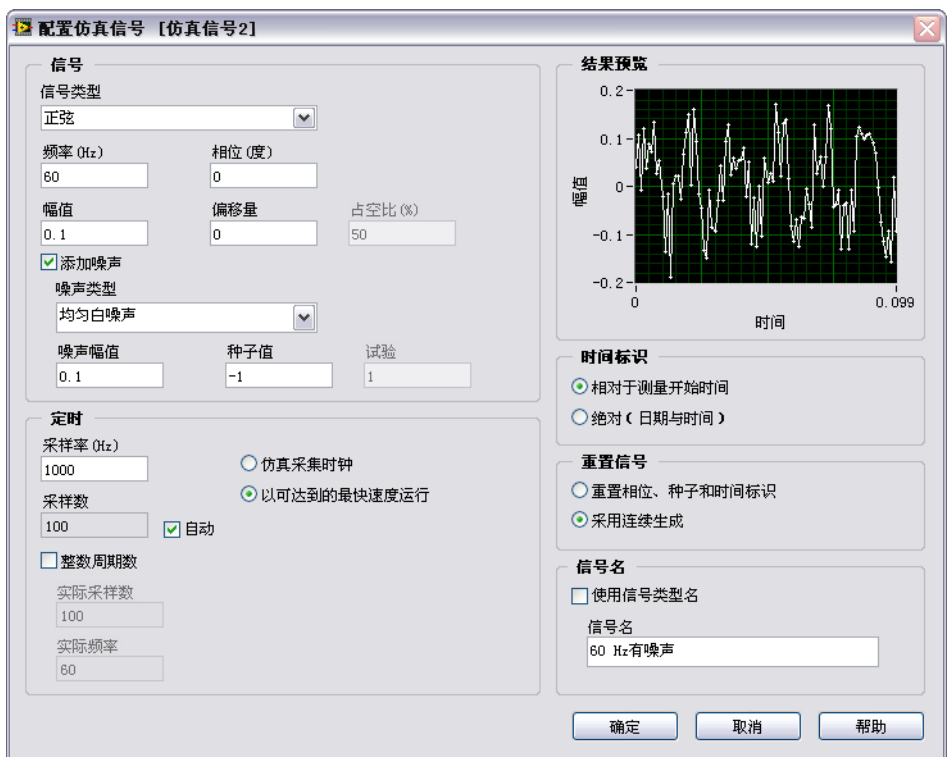 配置仿真信号 [仿真信号2]
信号
信号类型
正弦
频率(Hz)
相位(度)
60
0
幅值
偏移量
占空比(%)
0.1
0
50
添加噪声
噪声类型
均匀白噪声
噪声幅值
种子值
试验
0.1
-1
1
定时
采样率(Hz)
1000
仿真采集时钟
以可达到的最快速度运行
采样数
100
自动
整数周期数
实际采样数
100
实际频率
60
结果预览
0.2
0.1
0
-0.1
-0.2
幅值
0
0.099
时间
时间标识
相对于测量开始时间
绝对(日期与时间)
重置信号
重置相位、种子和时间标识
采用连续生成
信号名
使用信号类型名
信号名
60 Hz有噪声
确定
取消
帮助